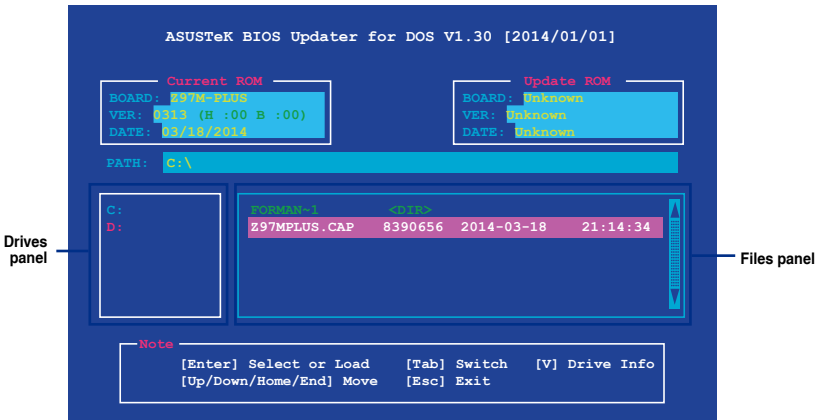 ASUSTeK BIOS Updater for DOS V1.30 [2014/01/01]
Current ROM
BOARD: Z97M-PLUS
VER: 0313 (H :00 B :00)
DATE: 03/18/2014
Update ROM
BOARD: Unknown
VER: Unknown
DATE: Unknown
PATH: C:\
Drives panel
C:
D:
FORMAN~1 <DIR>
Z97MPLUS.CAP 8390656 2014-03-18 21:14:34
Files panel
Note
[Enter] Select or Load [Tab] Switch [V] Drive Info
[Up/Down/Home/End] Move [Esc] Exit